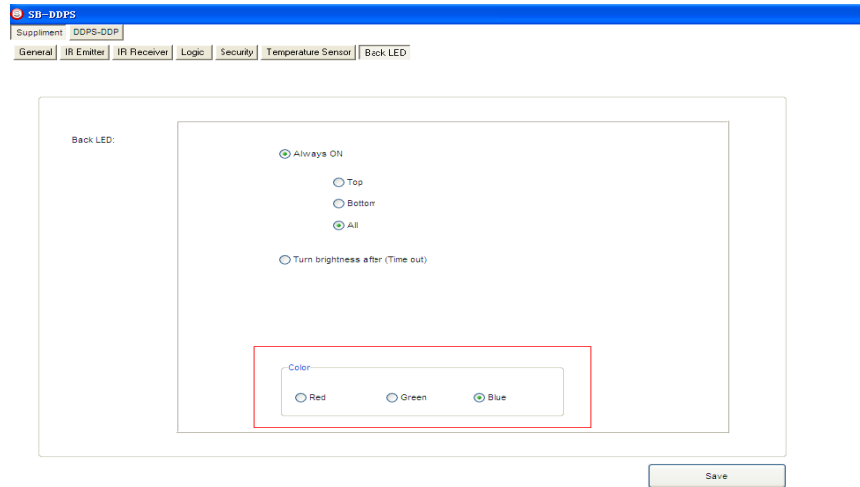 SB-DDPS
Suppliment DDPS-DDP
General IR Emitter IR Receiver Logic Security Temperature Sensor Back LED
Back LED:
Always ON
Top
Bottom
All
Turn brightness after (Time out)
Color
Red Green Blue
Save